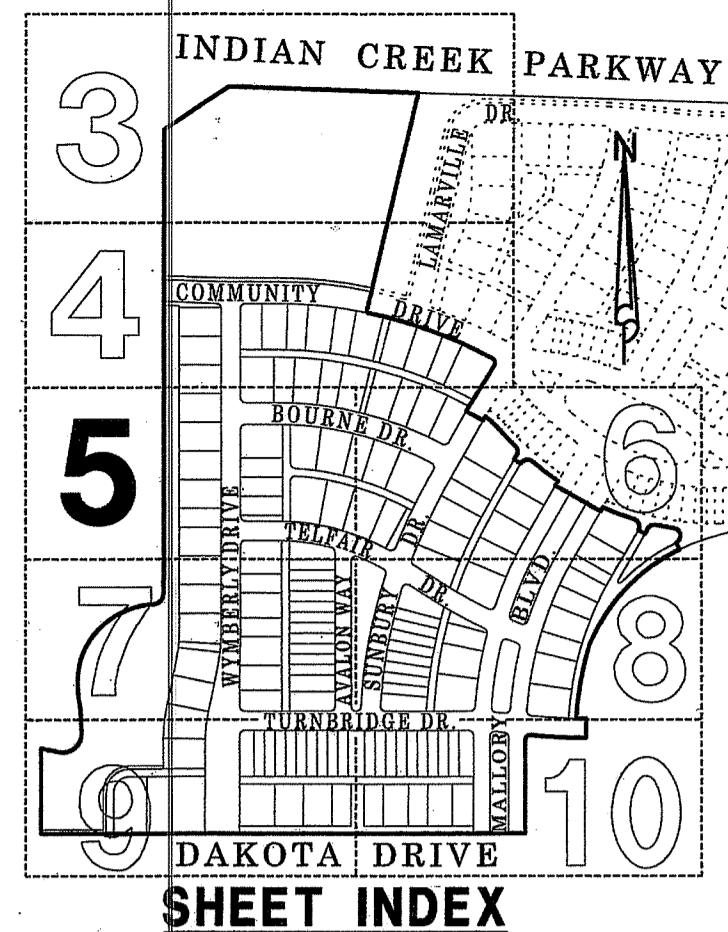 INDIAN CREEK PARKWAY
3
DR.
LAMARVILLE
N
4
COMMUNITY
DRIVE
5
BOURNE DR.
6
WYMBERLY DRIVE
TELFAIR
DR.
DR.
BLVD
7
AVALON WAY
SUNBURY
8
TURNBRIDGE DR.
MALLORY
9
10
DAKOTA DRIVE
SHEET INDEX